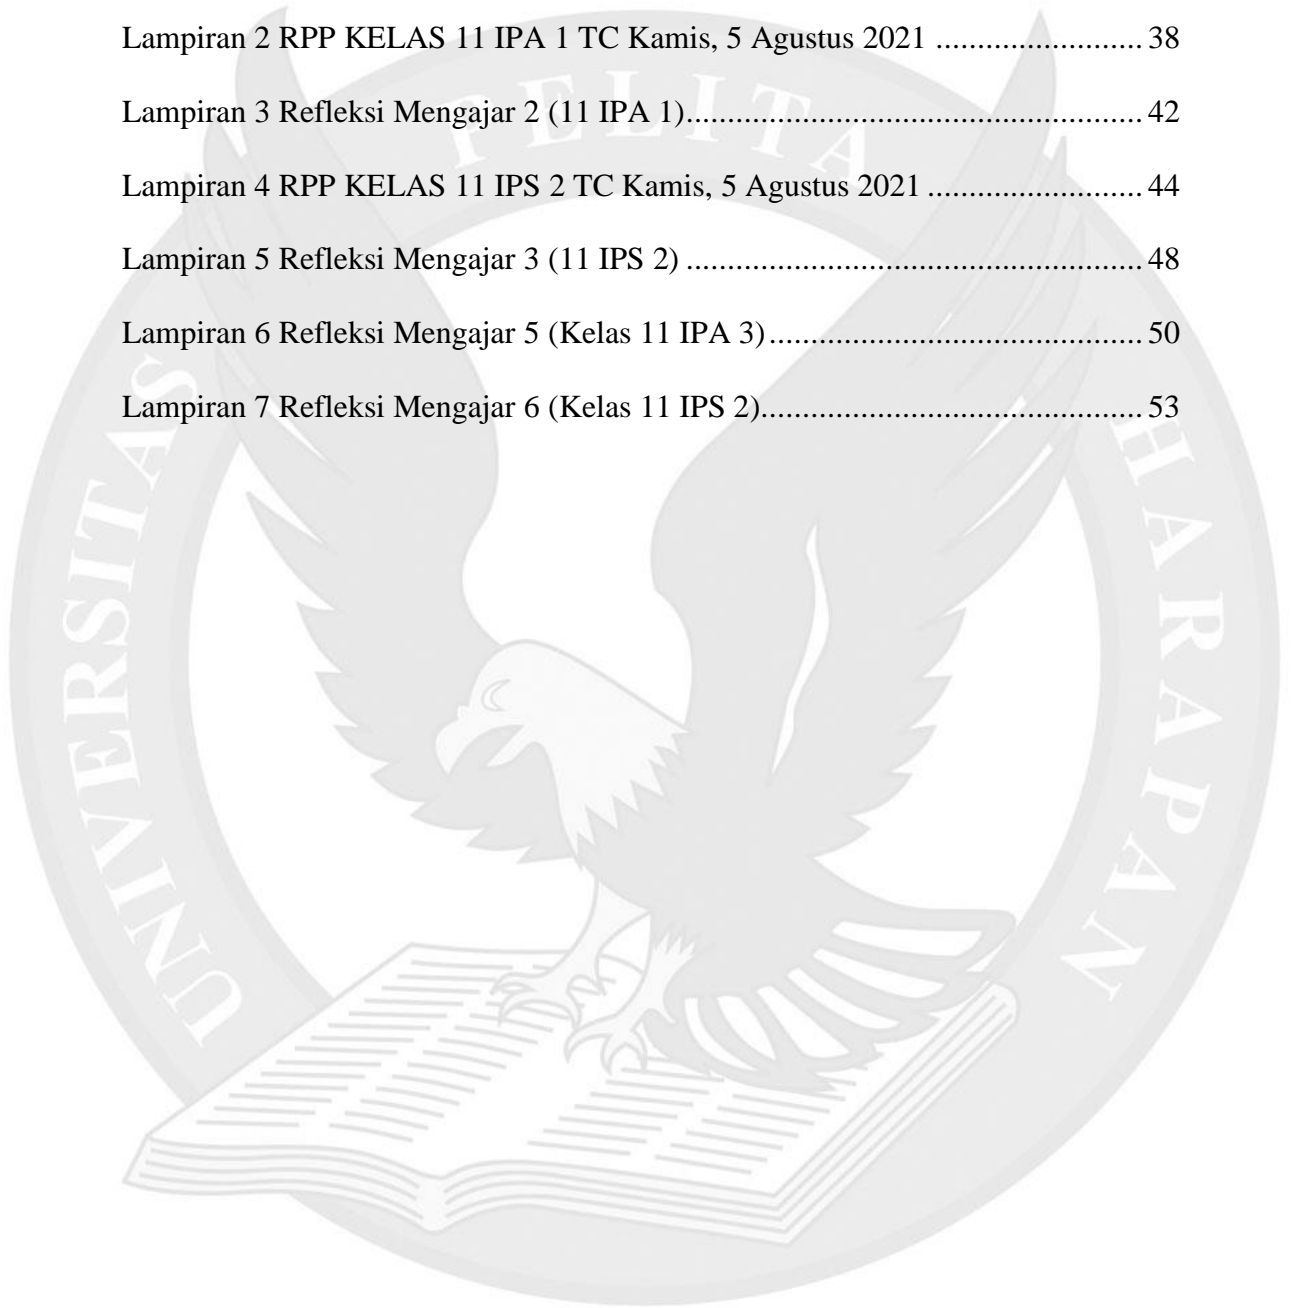 Lampiran 2 RPP KELAS 11 IPA 1 TC Kamis, 5 Agustus 2021 ......................... 38
Lampiran 3 Refleksi Mengajar 2 (11 IPA 1)....................................................... 42
Lampiran 4 RPP KELAS 11 IPS 2 TC Kamis, 5 Agustus 2021 .......................... 44
Lampiran 5 Refleksi Mengajar 3 (11 IPS 2) ....................................................... 48
Lampiran 6 Refleksi Mengajar 5 (Kelas 11 IPA 3)............................................. 50
Lampiran 7 Refleksi Mengajar 6 (Kelas 11 IPS 2).............................................. 53
UNIVERSITAS PELITA HARAPAN